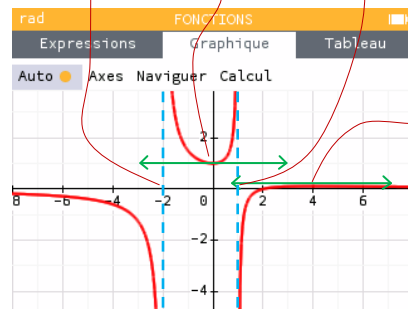 rad FONCTIONS
Expressions Graphique Tableau
Auto Axes Naviguer Calcul
2
8 -6 -4 -2 0 2 4 6
-2
-4